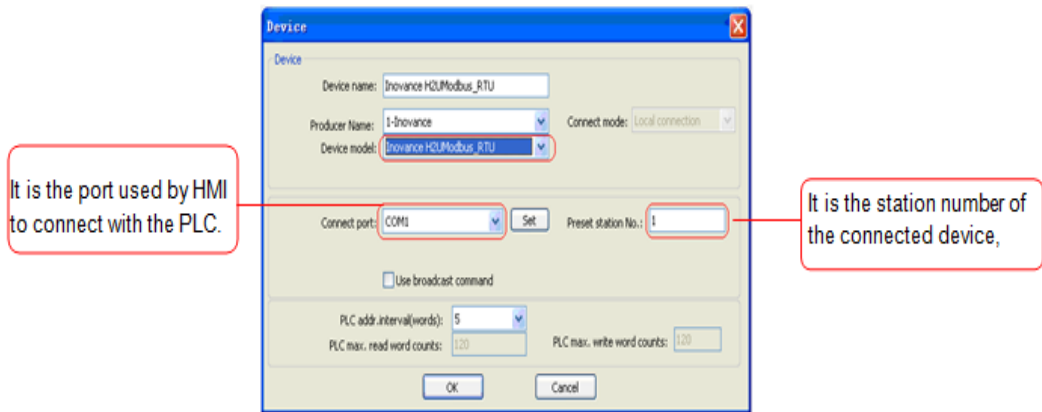 Device
Device
Device name: Inovance H2UModbus_RTU
Producer Name: 1-Inovance
Connect mode: Local connection
Device model: Inovance H2UModbus_RTU
It is the port used by HMI
to connect with the PLC.
Connect port: COM1 Set Preset station No.: 1
It is the station number of
the connected device,
Use broadcast command
PLC addr.interval(words): 5
PLC max. read word counts: 120
PLC max. write word counts: 120
OK Cancel